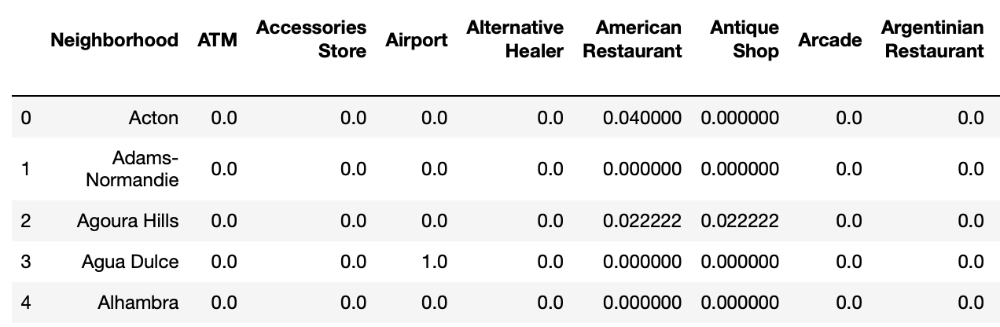 Neighborhood ATM Accessories Store Airport Alternative Healer American Restaurant Antique Shop Arcade Argentinian Restaurant
0 Acton 0.0 0.0 0.0 0.0 0.040000 0.000000 0.0 0.0
1 Adams-Normandie 0.0 0.0 0.0 0.0 0.000000 0.000000 0.0 0.0
2 Agoura Hills 0.0 0.0 0.0 0.0 0.022222 0.022222 0.0 0.0
3 Agua Dulce 0.0 0.0 1.0 0.0 0.000000 0.000000 0.0 0.0
4 Alhambra 0.0 0.0 0.0 0.0 0.000000 0.000000 0.0 0.0